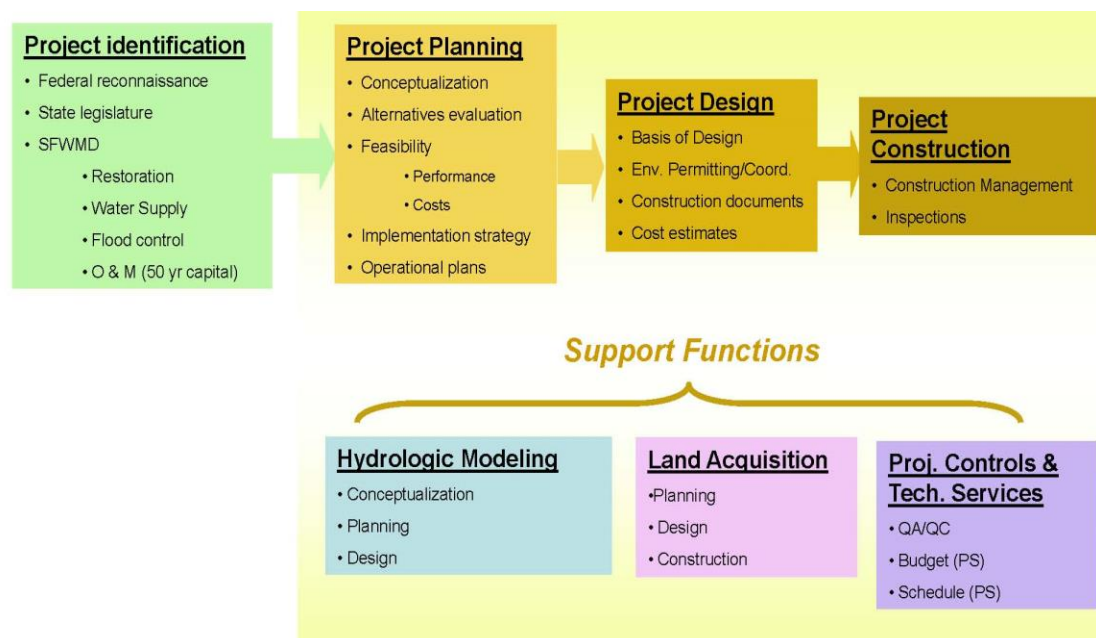 Project identification
• Federal reconnaissance
• State legislature
• SFWMD
• Restoration
• Water Supply
• Flood control
• O & M (50 yr capital)
Project Planning
• Conceptualization
• Alternatives evaluation
• Feasibility
• Performance
• Costs
• Implementation strategy
• Operational plans
Project Design
• Basis of Design
• Env. Permitting/Coord.
• Construction documents
• Cost estimates
Project
Construction
• Construction Management
• Inspections
Support Functions
Hydrologic Modeling
• Conceptualization
• Planning
• Design
Land Acquisition
•Planning
• Design
• Construction
Proj. Controls &
Tech. Services
• QA/QC
• Budget (PS)
• Schedule (PS)